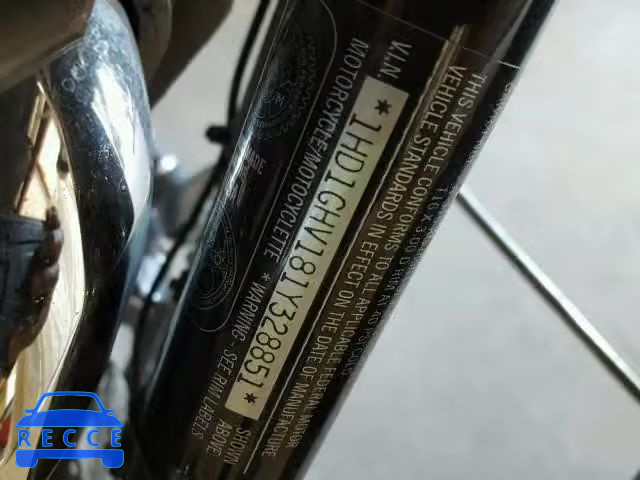 THIS VEHICLE CONFORMS TO ALL APPLICABLE FEDERAL MOTOR
VEHICLE STANDARDS IN EFFECT ON THE DATE OF MANUFACTURE
SHOWN
ABOVE.
V.I.N.
*1HD1CHV181Y328851*
MOTORCYCLE/MOTOCYCLETTE * WARNING - SEE RIM LABELS
RECCE